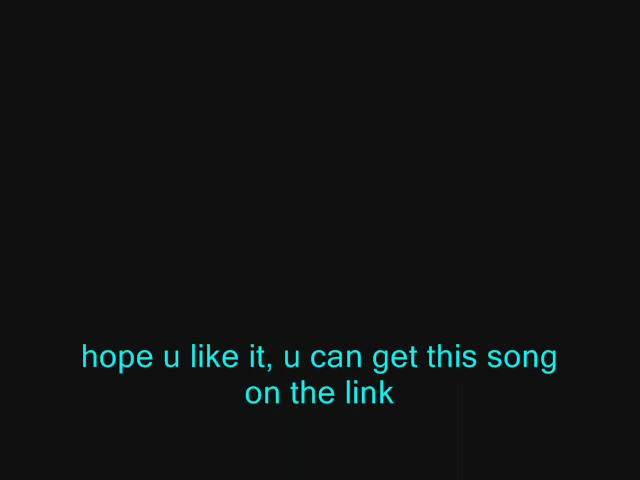 hope u like it, u can get this song
on the link